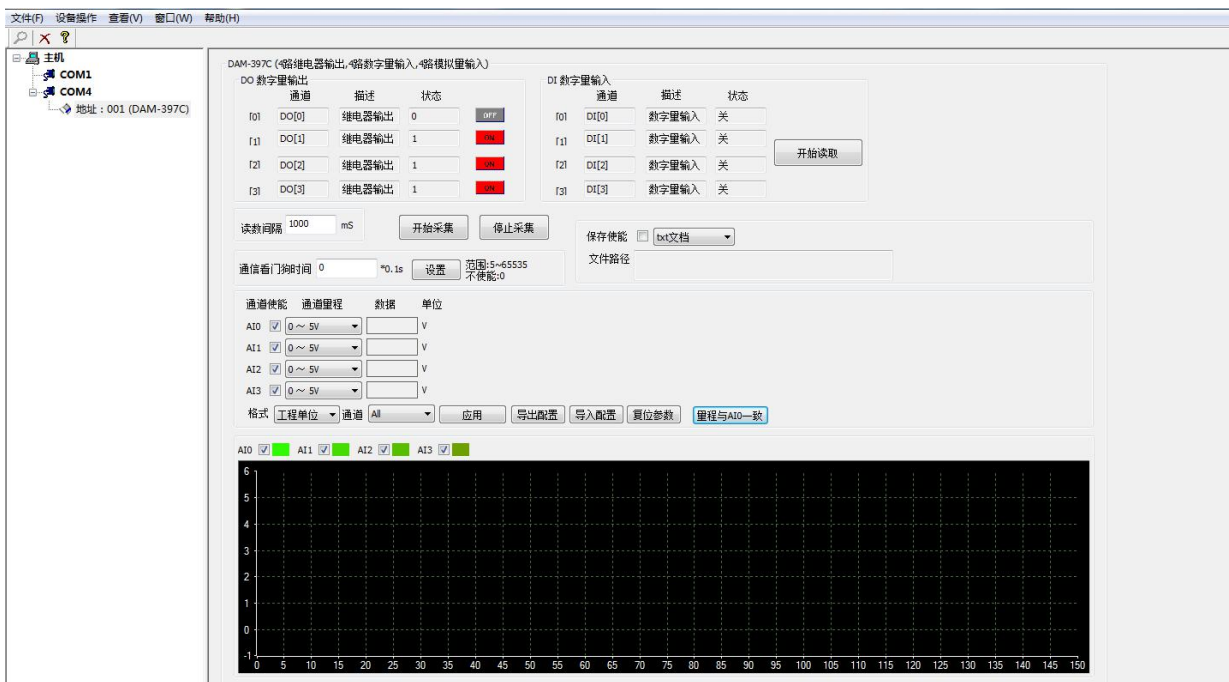 文件(F) 设备操作 查看(V) 窗口(W) 帮助(H)
主机
COM1
COM4
地址：001 (DAM-397C)
DAM-397C (4路继电器输出,4路数字量输入,4路模拟量输入)
DO 数字里输出
通道 描述 状态
[0] DO[0] 继电器输出 0 OFF
[1] DO[1] 继电器输出 1 ON
[2] DO[2] 继电器输出 1 ON
[3] DO[3] 继电器输出 1 ON
DI 数字里输入
通道 描述 状态
[0] DI[0] 数字里输入 关
[1] DI[1] 数字里输入 关
[2] DI[2] 数字里输入 关
[3] DI[3] 数字里输入 关
开始读取
读数间隔 1000 mS 开始采集 停止采集
保存使能 txt文档
文件路径
通信看门狗时间 0 *0.1s 设置 范围:5~65535
不使能:0
通道使能 通道里程 数据 单位
AI0 0～ 5V V
AI1 0～ 5V V
AI2 0～ 5V V
AI3 0～ 5V V
格式 工程单位 通道 All 应用 导出配置 导入配置 复位参数 里程与AI0一致
AI0 AI1 AI2 AI3
6
5
4
3
2
1
0
-1
0 5 10 15 20 25 30 35 40 45 50 55 60 65 70 75 80 85 90 95 100 105 110 115 120 125 130 135 140 145 150